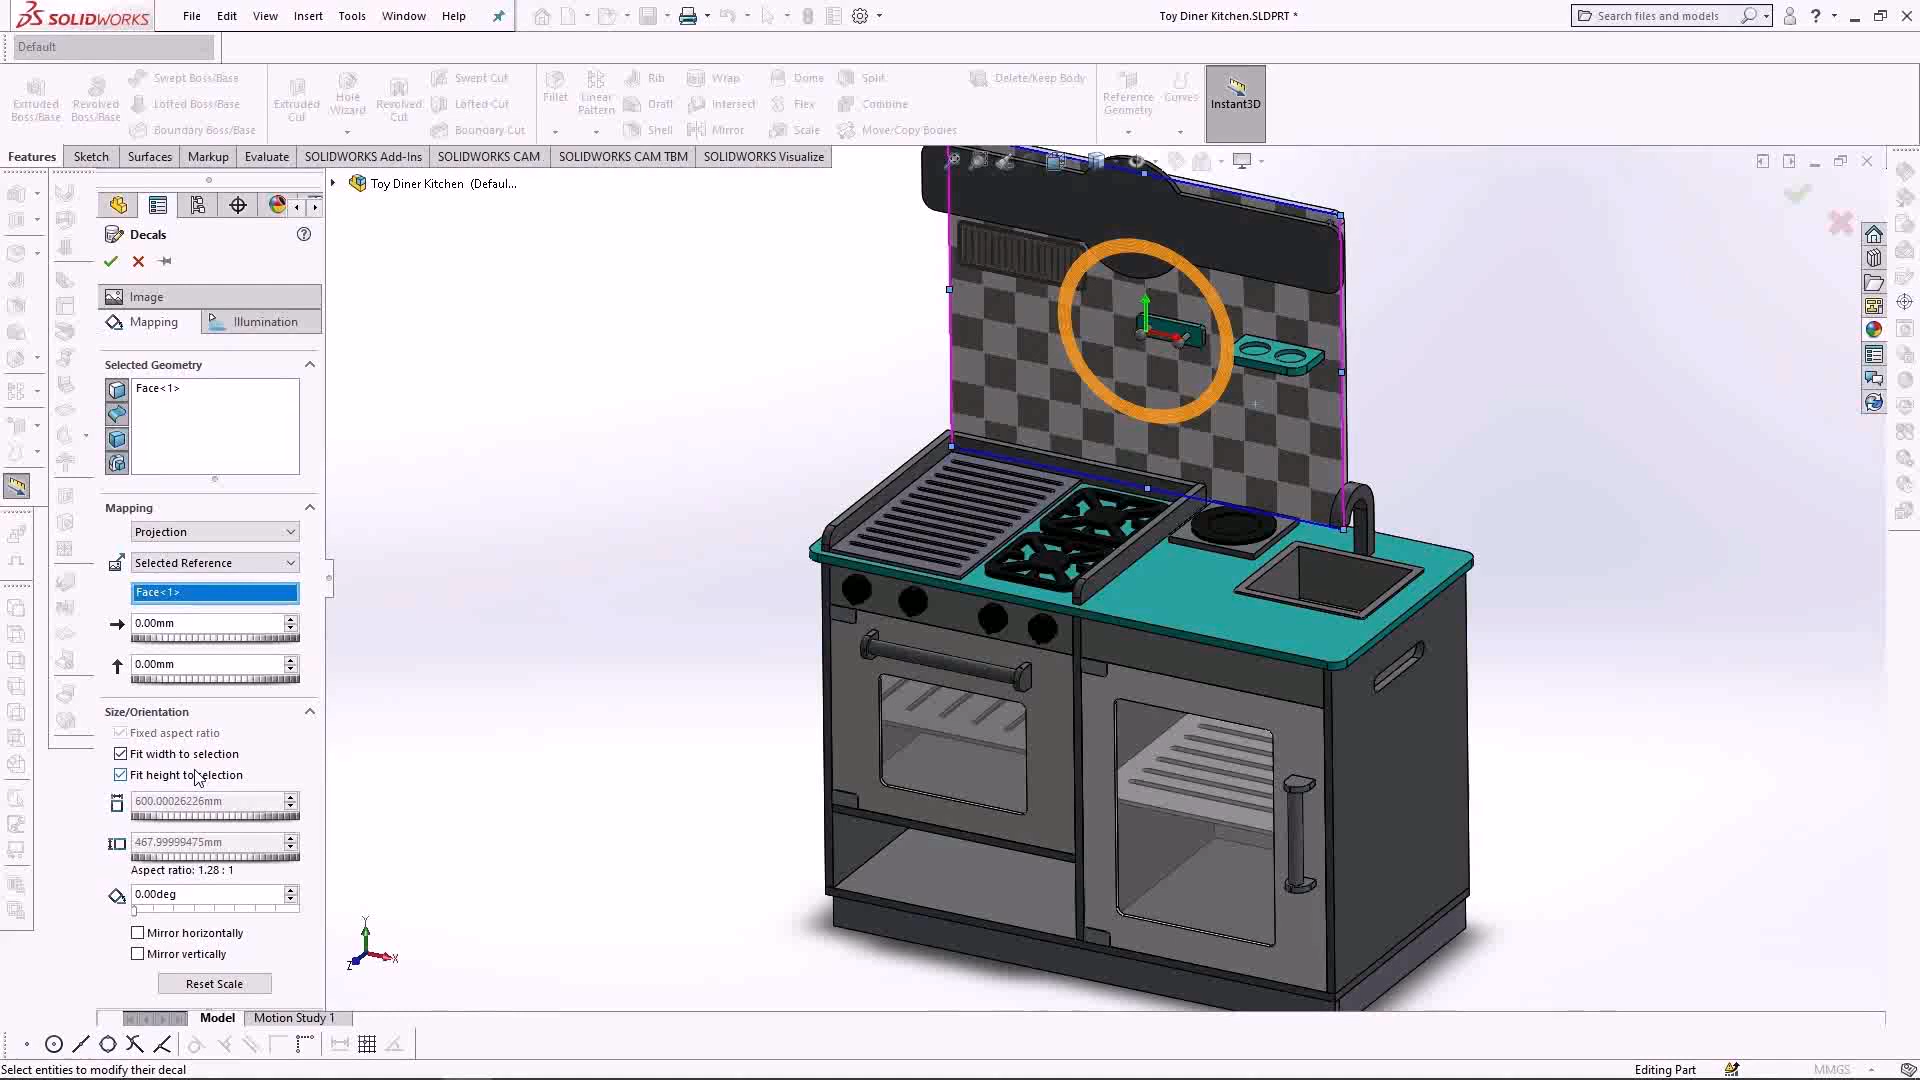 SOLIDWORKS
File Edit View Insert Tools Window Help
Toy Diner Kitchen.SLDPRT *
Search files and models
Default
Extruded Boss/Base
Revolved Boss/Base
Swept Boss/Base
Lofted Boss/Base
Boundary Boss/Base
Extruded Cut
Hole Wizard
Revolved Cut
Swept Cut
Lofted Cut
Boundary Cut
Fillet
Linear Pattern
Rib
Draft
Shell
Wrap
Intersect
Mirror
Dome
Flex
Scale
Split
Combine
Move/Copy Bodies
Delete/Keep Body
Reference Geometry
Curves
Instant3D
Features Sketch Surfaces Markup Evaluate SOLIDWORKS Add-Ins SOLIDWORKS CAM SOLIDWORKS CAM TBM SOLIDWORKS Visualize
Toy Diner Kitchen (Defaul...
Decals
Image
Mapping Illumination
Selected Geometry
Face<1>
Mapping
Projection
Selected Reference
Face<1>
0.00mm
0.00mm
Size/Orientation
Fixed aspect ratio
Fit width to selection
Fit height to selection
600.00026226mm
467.99999475mm
Aspect ratio: 1.28 : 1
0.00deg
Mirror horizontally
Mirror vertically
Reset Scale
Y
Z
X
Model Motion Study 1
Select entities to modify their decal
Editing Part
MMGS